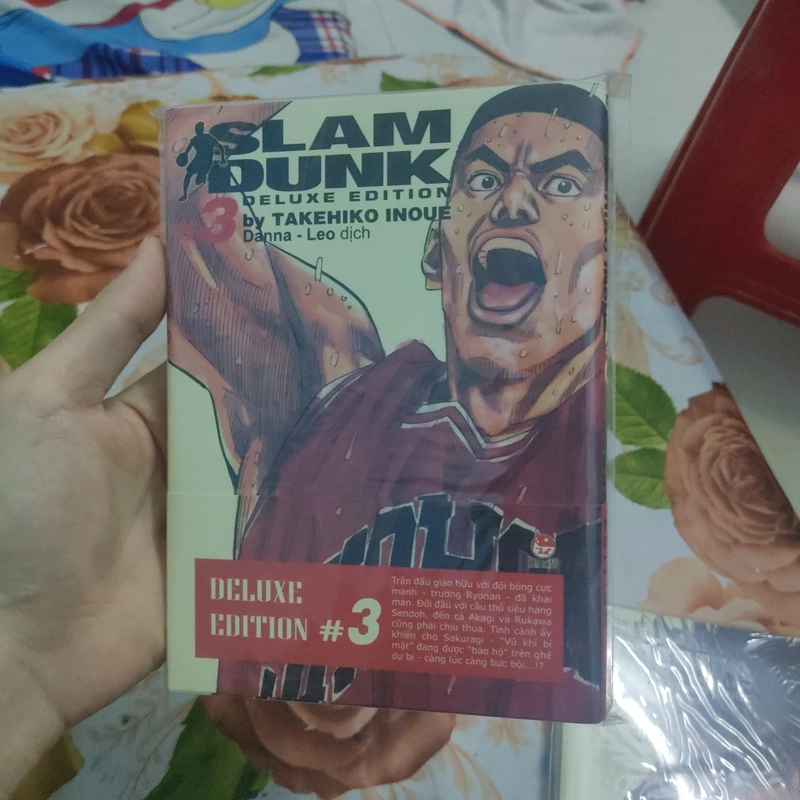 SLAM
DUNK
DELUXE EDITION
3
by TAKEHIKO INOUE
Danna - Leo dịch
DELUXE
EDITION #3
Trận đấu giao hữu với đội bóng cực
mạnh - trường Ryonan - đã khai
màn. Đối đầu với cầu thủ siêu hạng
Sendoh, đến cả Akagi và Rukawa
cũng phải chịu thua. Tình cảnh ấy
khiến cho Sakuragi - "Vũ khí bí
mật" đang được "bảo hộ" trên ghế
dự bị - càng lúc càng bực bội...!?